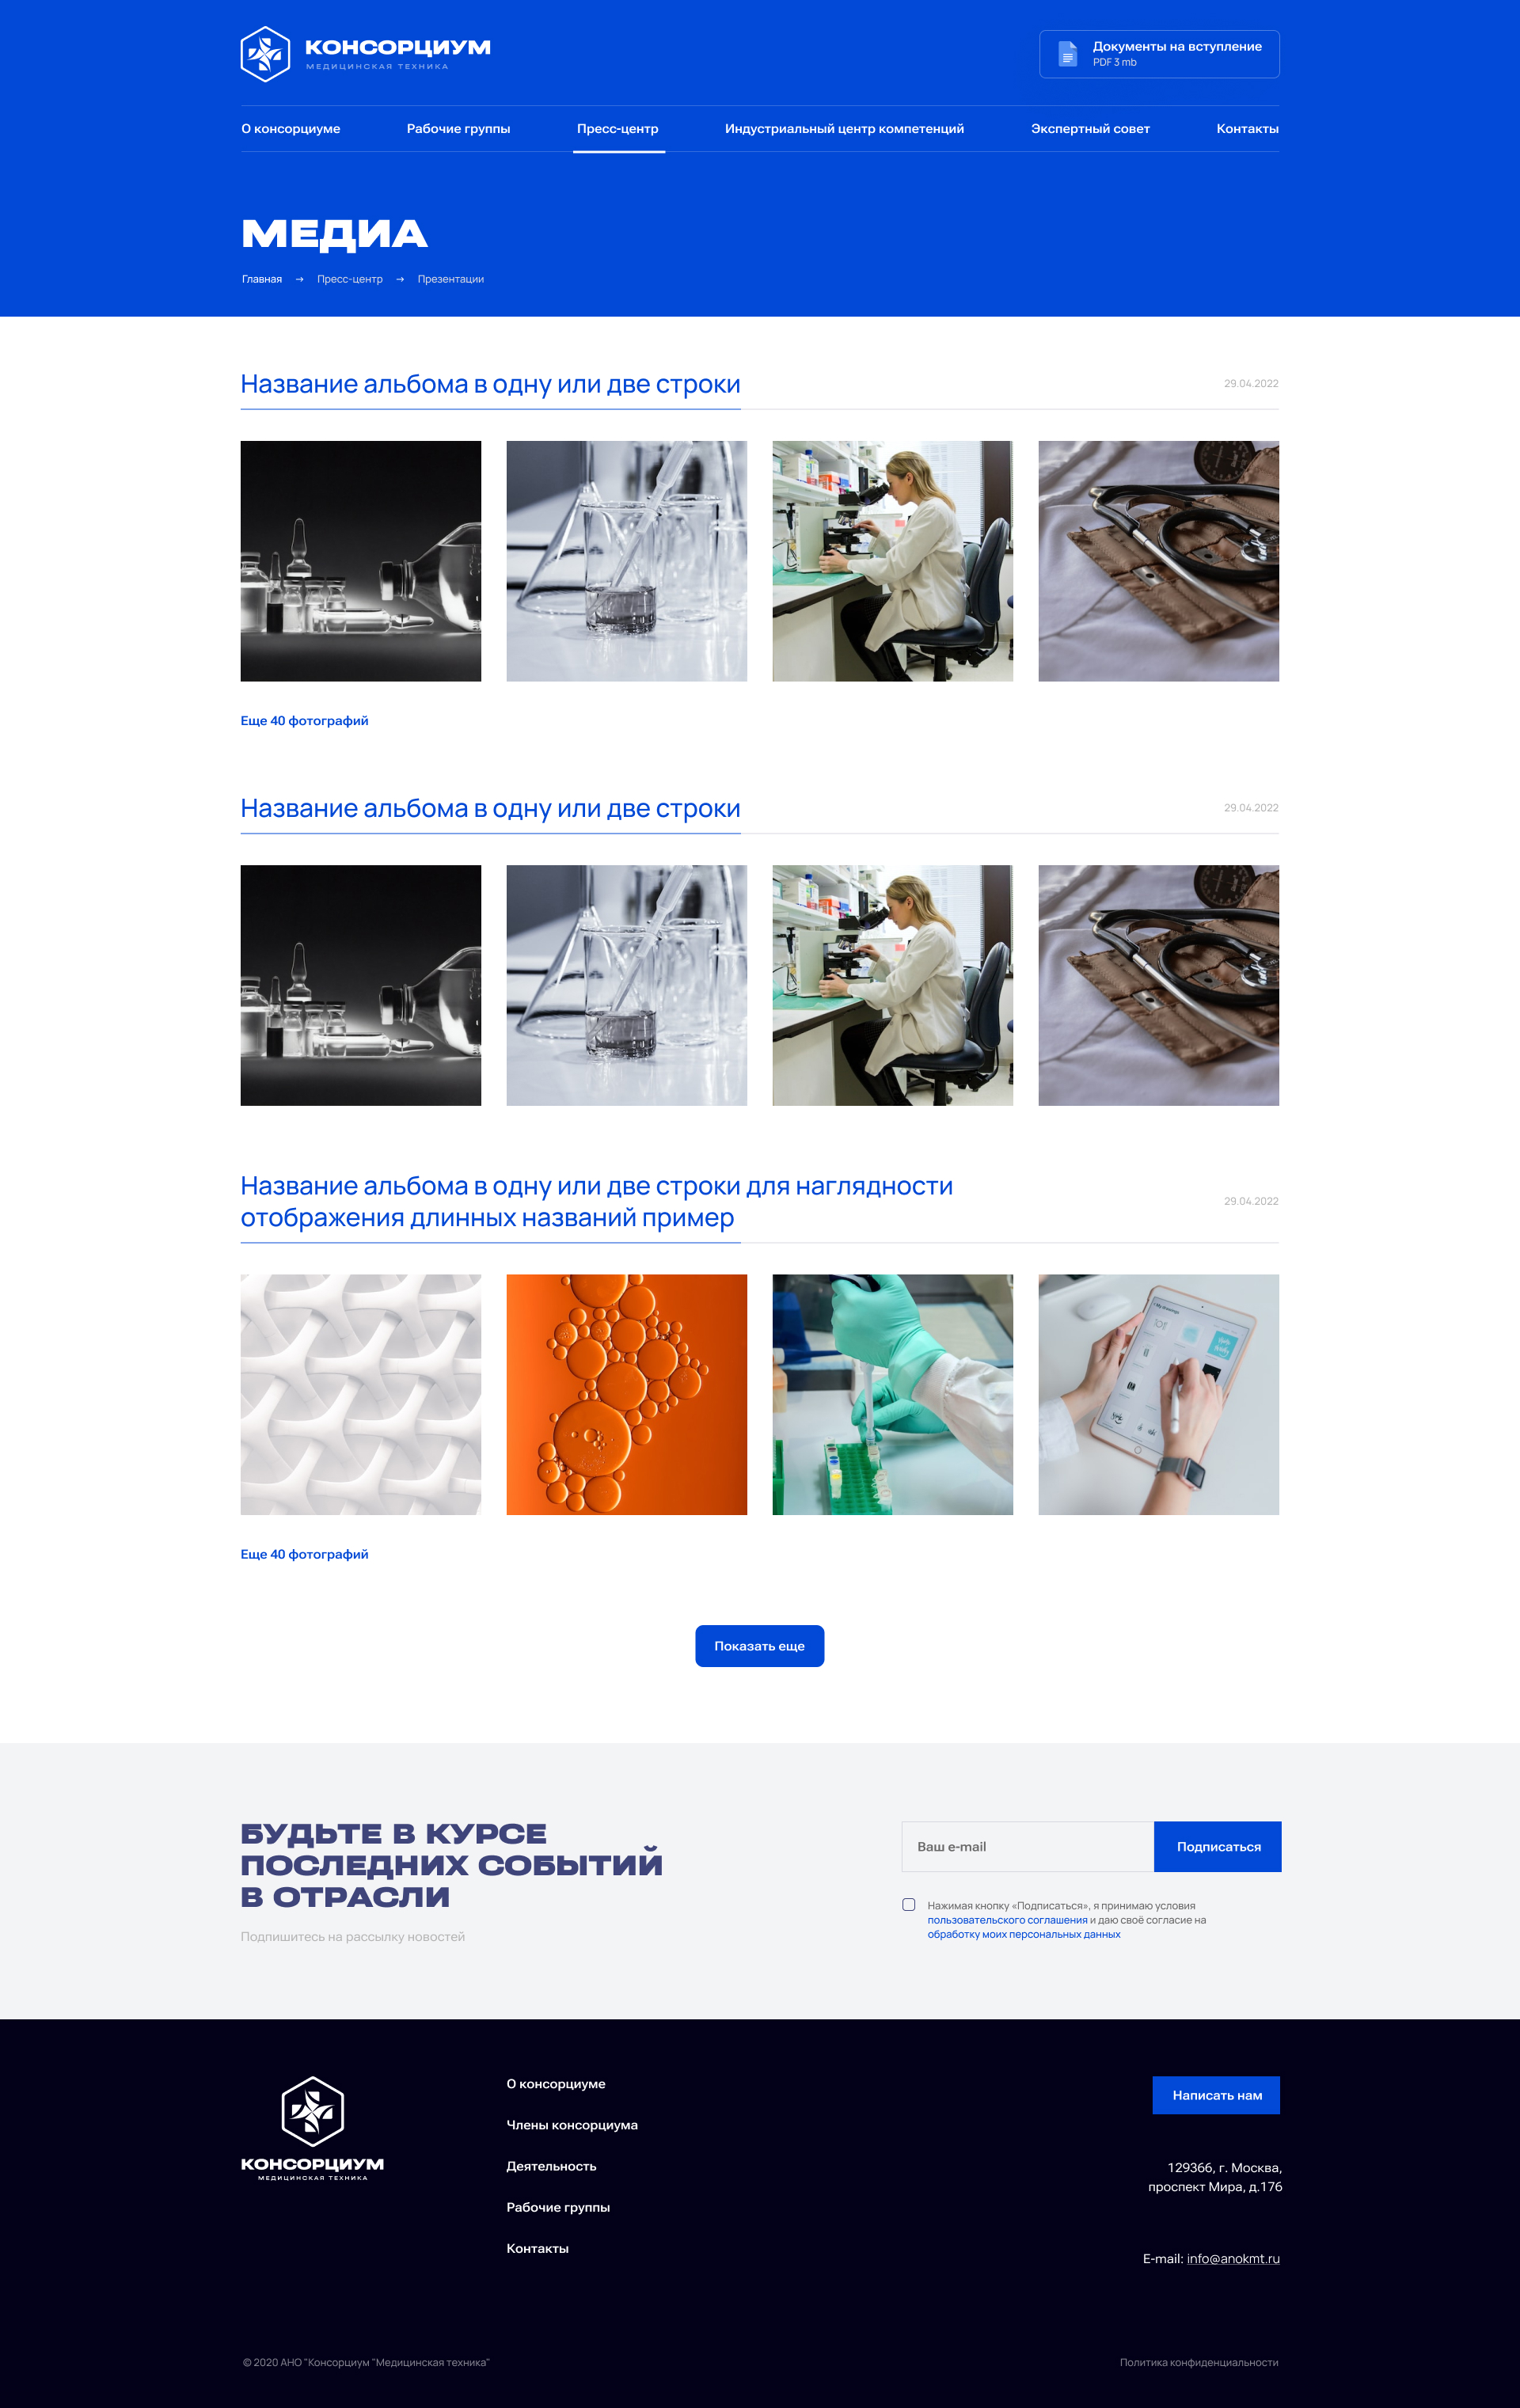 КОНСОРЦИУМ
МЕДИЦИНСКАЯ ТЕХНИКА
Документы на вступление
PDF 3 mb
О консорциуме
Рабочие группы
Пресс-центр
Индустриальный центр компетенций
Экспертный совет
Контакты
МЕДИА
Главная → Пресс-центр → Презентации
Название альбома в одну или две строки
29.04.2022
Еще 40 фотографий
Название альбома в одну или две строки
29.04.2022
Название альбома в одну или две строки для наглядности
отображения длинных названий пример
29.04.2022
Еще 40 фотографий
Показать еще
БУДЬТЕ В КУРСЕ
ПОСЛЕДНИХ СОБЫТИЙ
В ОТРАСЛИ
Подпишитесь на рассылку новостей
Ваш e-mail
Подписаться
Нажимая кнопку «Подписаться», я принимаю условия
пользовательского соглашения и даю своё согласие на
обработку моих персональных данных
КОНСОРЦИУМ
МЕДИЦИНСКАЯ ТЕХНИКА
О консорциуме
Члены консорциума
Деятельность
Рабочие группы
Контакты
Написать нам
129366, г. Москва,
проспект Мира, д.176
E-mail: info@anokmt.ru
© 2020 АНО "Консорциум "Медицинская техника"
Политика конфиденциальности